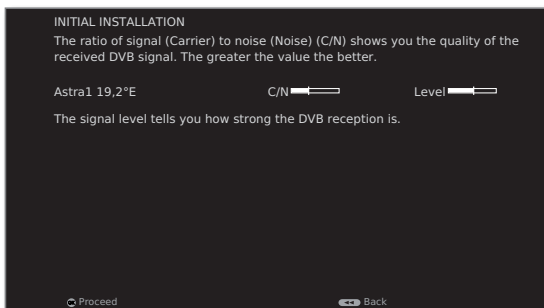 INITIAL INSTALLATION
The ratio of signal (Carrier) to noise (Noise) (C/N) shows you the quality of the
received DVB signal. The greater the value the better.
Astra1 19,2°E C/N Level
The signal level tells you how strong the DVB reception is.
OK Proceed Back